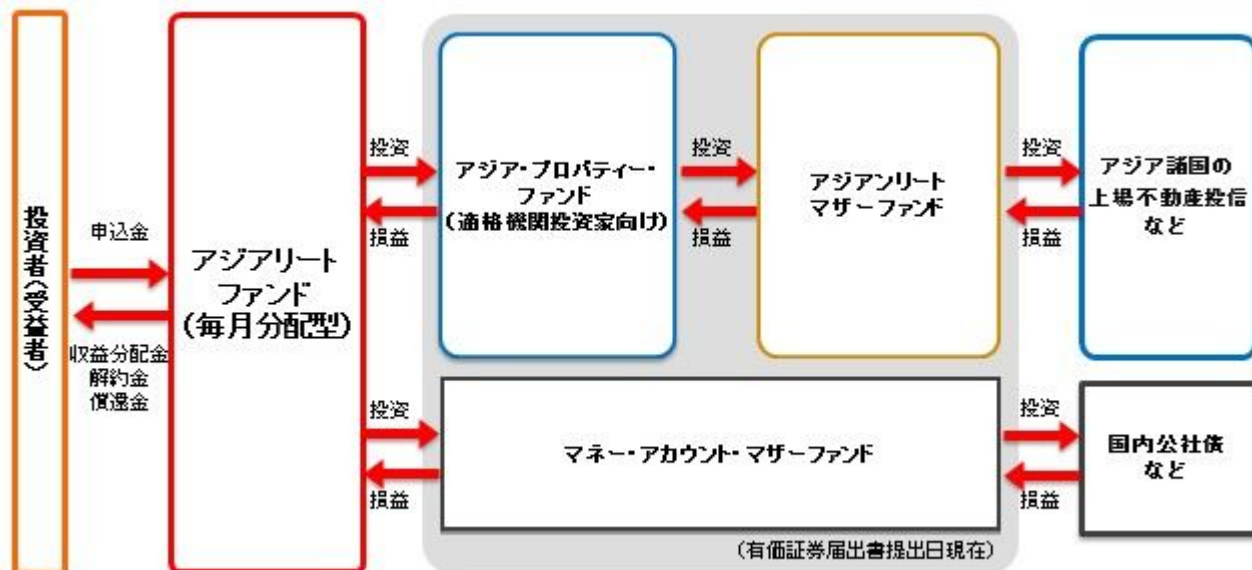 投資者(受益者)
申込金
収益分配金
解約金
償還金
アジアリート
ファンド
(毎月分配型)
投資
損益
アジア・プロパティー・
ファンド
(適格機関投資家向け)
投資
損益
アジアンリート
マザーファンド
投資
損益
アジア諸国の
上場不動産投信
など
投資
損益
マネー・アカウント・マザーファンド
投資
損益
国内公社債
など
(有価証券届出書提出日現在)